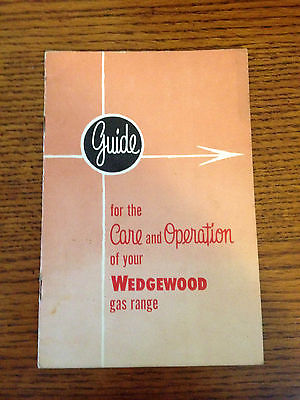 Guide
for the
Care and Operation
of your
WEDGEWOOD
gas range